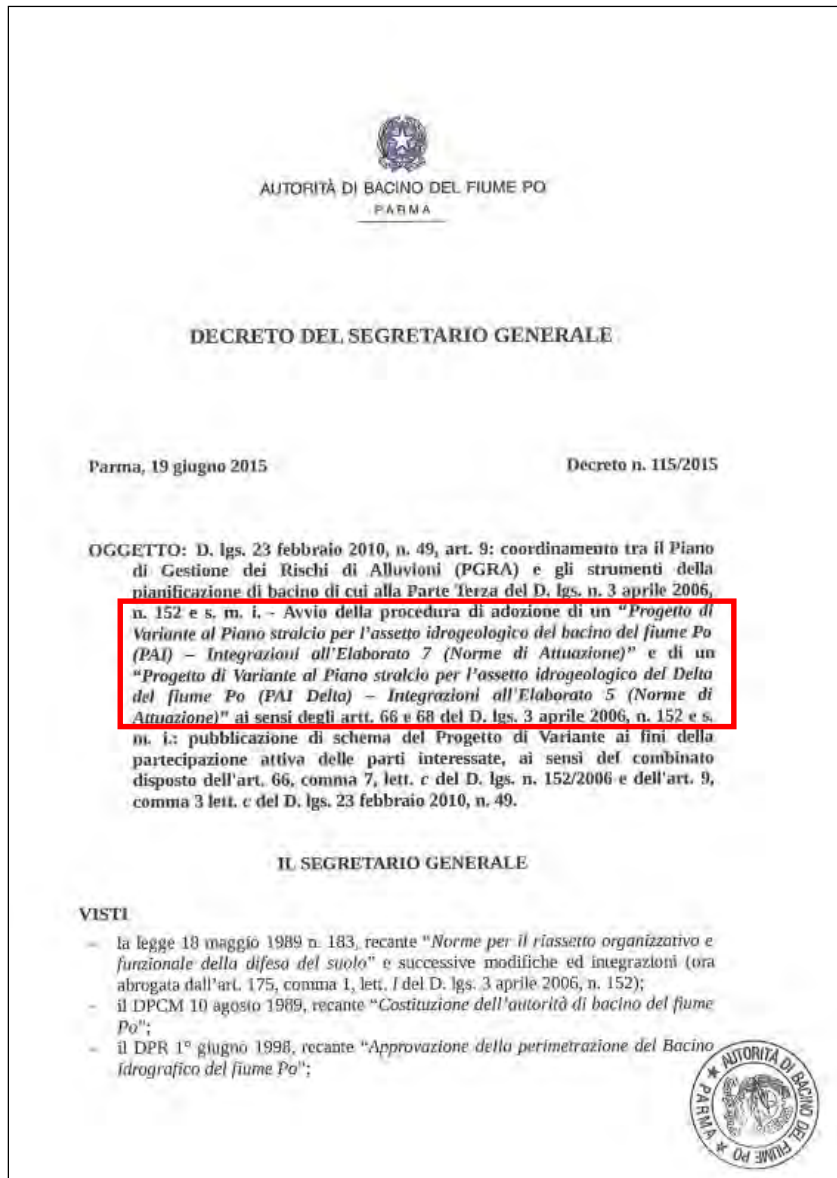 AUTORITÀ DI BACINO DEL FIUME PO
PARMA
DECRETO DEL SEGRETARIO GENERALE
Parma, 19 giugno 2015 Decreto n. 115/2015
OGGETTO: D. lgs. 23 febbraio 2010, n. 49, art. 9: coordinamento tra il Piano
di Gestione dei Rischi di Alluvioni (PGRA) e gli strumenti della
pianificazione di bacino di cui alla Parte Terza del D. lgs. n. 3 aprile 2006,
n. 152 e s. m. i. - Avvio della procedura di adozione di un "Progetto di
Variante al Piano stralcio per l'assetto idrogeologico del bacino del fiume Po
(PAI) – Integrazioni all'Elaborato 7 (Norme di Attuazione)" e di un
"Progetto di Variante al Piano stralcio per l'assetto idrogeologico del Delta
del fiume Po (PAI Delta) – Integrazioni all'Elaborato 5 (Norme di
Attuazione)" ai sensi degli artt. 66 e 68 del D. lgs. 3 aprile 2006, n. 152 e s.
m. i.: pubblicazione di schema del Progetto di Variante ai fini della
partecipazione attiva delle parti interessate, ai sensi del combinato
disposto dell'art. 66, comma 7, lett. c del D. lgs. n. 152/2006 e dell'art. 9,
comma 3 lett. c del D. lgs. 23 febbraio 2010, n. 49.
IL SEGRETARIO GENERALE
VISTI
- la legge 18 maggio 1989 n. 183, recante "Norme per il riassetto organizzativo e
funzionale della difesa del suolo" e successive modifiche ed integrazioni (ora
abrogata dall'art. 175, comma 1, lett. l del D. lgs. 3 aprile 2006, n. 152);
- il DPCM 10 agosto 1989, recante "Costituzione dell'autorità di bacino del fiume
Po";
- il DPR 1° giugno 1998, recante "Approvazione della perimetrazione del Bacino
Idrografico del fiume Po";
AUTORITÀ DI BACINO DEL FIUME PO * PARMA *